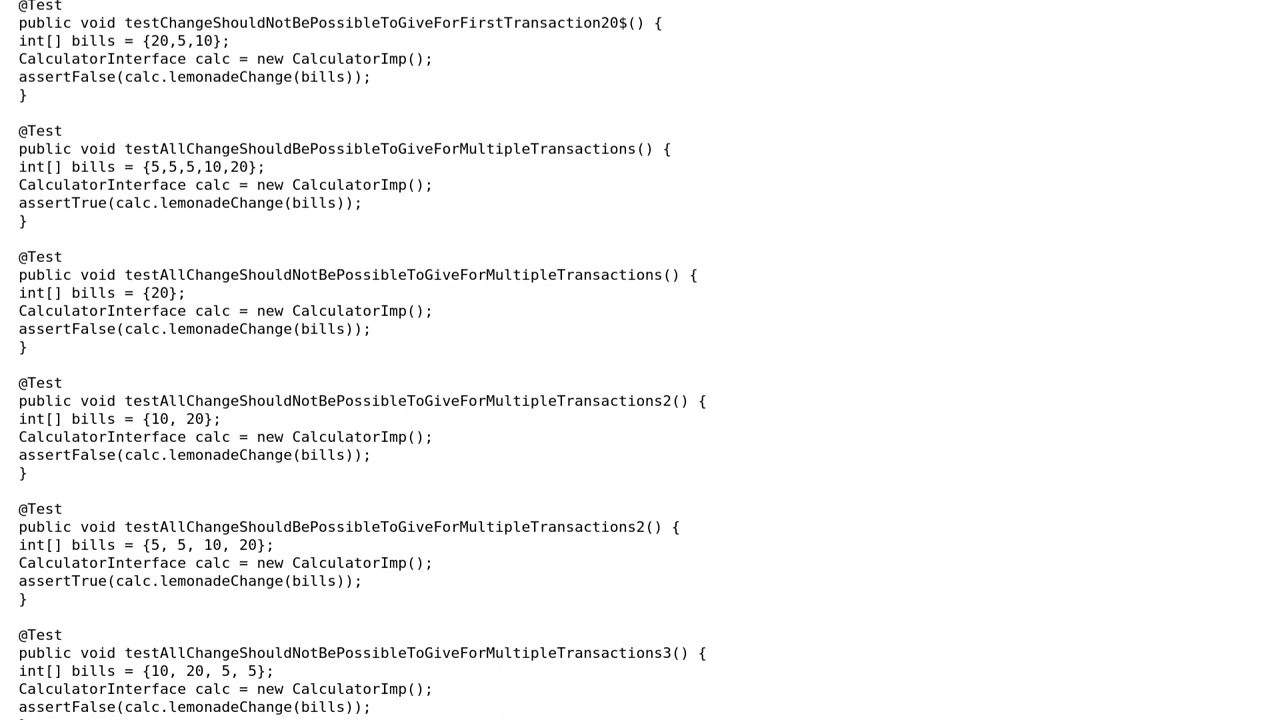 @Test
public void testChangeShouldNotBePossibleToGiveForFirstTransaction20$() {
int[] bills = {20,5,10};
CalculatorInterface calc = new CalculatorImp();
assertFalse(calc.lemonadeChange(bills));
}
@Test
public void testAllChangeShouldBePossibleToGiveForMultipleTransactions() {
int[] bills = {5,5,5,10,20};
CalculatorInterface calc = new CalculatorImp();
assertTrue(calc.lemonadeChange(bills));
}
@Test
public void testAllChangeShouldNotBePossibleToGiveForMultipleTransactions() {
int[] bills = {20};
CalculatorInterface calc = new CalculatorImp();
assertFalse(calc.lemonadeChange(bills));
}
@Test
public void testAllChangeShouldNotBePossibleToGiveForMultipleTransactions2() {
int[] bills = {10, 20};
CalculatorInterface calc = new CalculatorImp();
assertFalse(calc.lemonadeChange(bills));
}
@Test
public void testAllChangeShouldBePossibleToGiveForMultipleTransactions2() {
int[] bills = {5, 5, 10, 20};
CalculatorInterface calc = new CalculatorImp();
assertTrue(calc.lemonadeChange(bills));
}
@Test
public void testAllChangeShouldNotBePossibleToGiveForMultipleTransactions3() {
int[] bills = {10, 20, 5, 5};
CalculatorInterface calc = new CalculatorImp();
assertFalse(calc.lemonadeChange(bills));